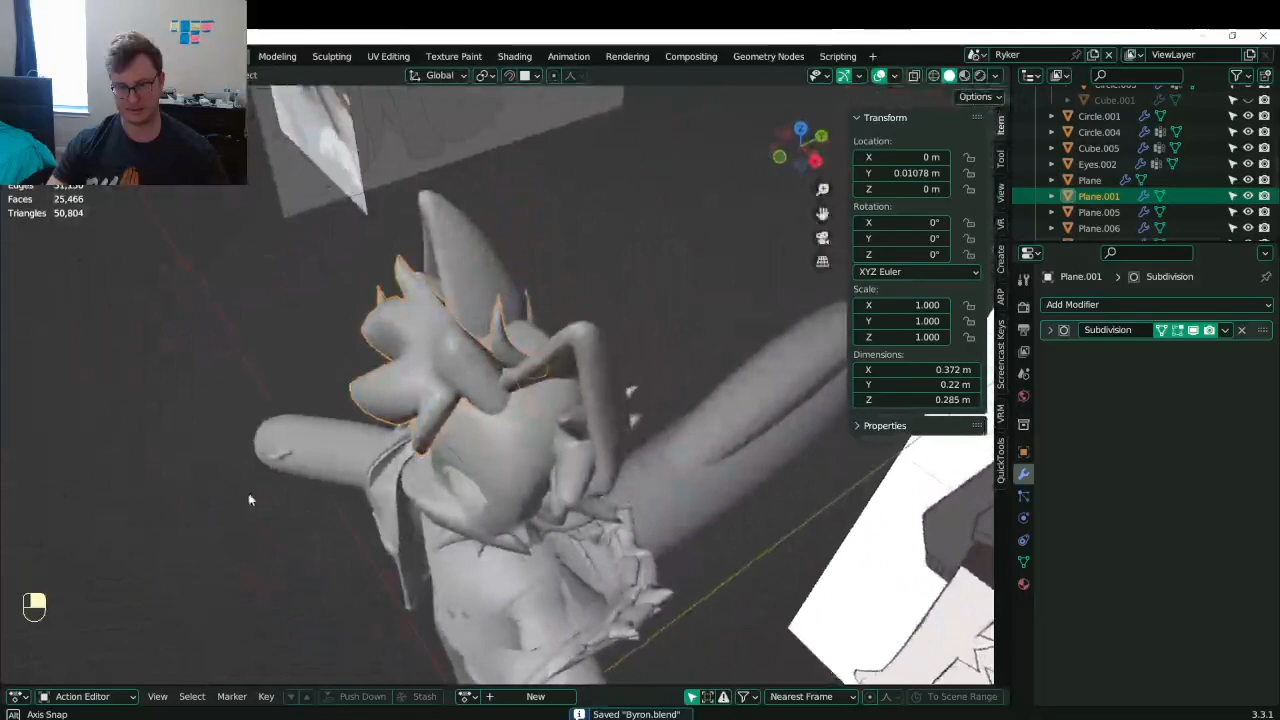 Modeling Sculpting UV Editing Texture Paint Shading Animation Rendering Compositing Geometry Nodes Scripting +
Ryker
ViewLayer
Global
Options
Edges
Faces 25,466
Triangles 50,804
Transform
Location:
X 0 m
Y 0.01078 m
Z 0 m
Rotation:
X 0°
Y 0°
Z 0°
XYZ Euler
Scale:
X 1.000
Y 1.000
Z 1.000
Dimensions:
X 0.372 m
Y 0.22 m
Z 0.285 m
Properties
Item
Tool
View
VR
Create
ARP
Screencast Keys
VRM
QuickTools
Cube.001
Circle.001
Circle.004
Cube.005
Eyes.002
Plane
Plane.001
Plane.005
Plane.006
Plane.001 > Subdivision
Add Modifier
Subdivision
Action Editor View Select Marker Key Push Down Stash + New Nearest Frame To Scene Range
Alt Axis Snap
Saved "Byron.blend"
3.3.1